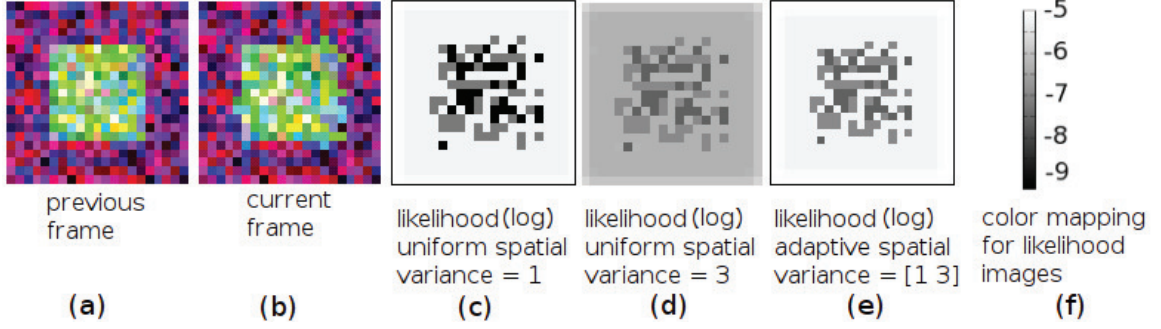 previous
frame
(a)
current
frame
(b)
likelihood (log)
uniform spatial
variance = 1
(c)
likelihood (log)
uniform spatial
variance = 3
(d)
likelihood (log)
adaptive spatial
variance = [1 3]
(e)
-5
-6
-7
-8
-9
color mapping
for likelihood
images
(f)